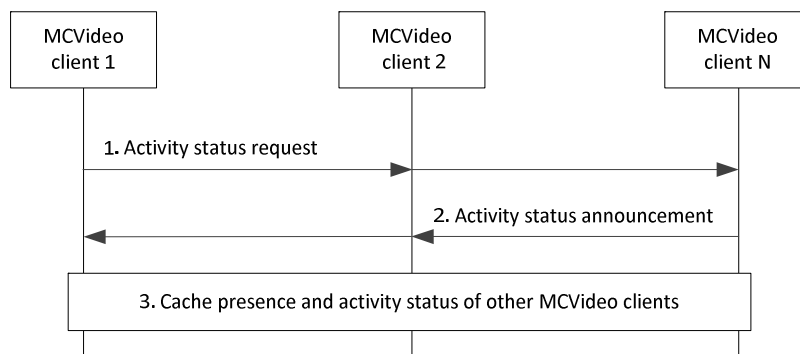 MCVideo
client 1
MCVideo
client 2
MCVideo
client N
1. Activity status request
2. Activity status announcement
3. Cache presence and activity status of other MCVideo clients